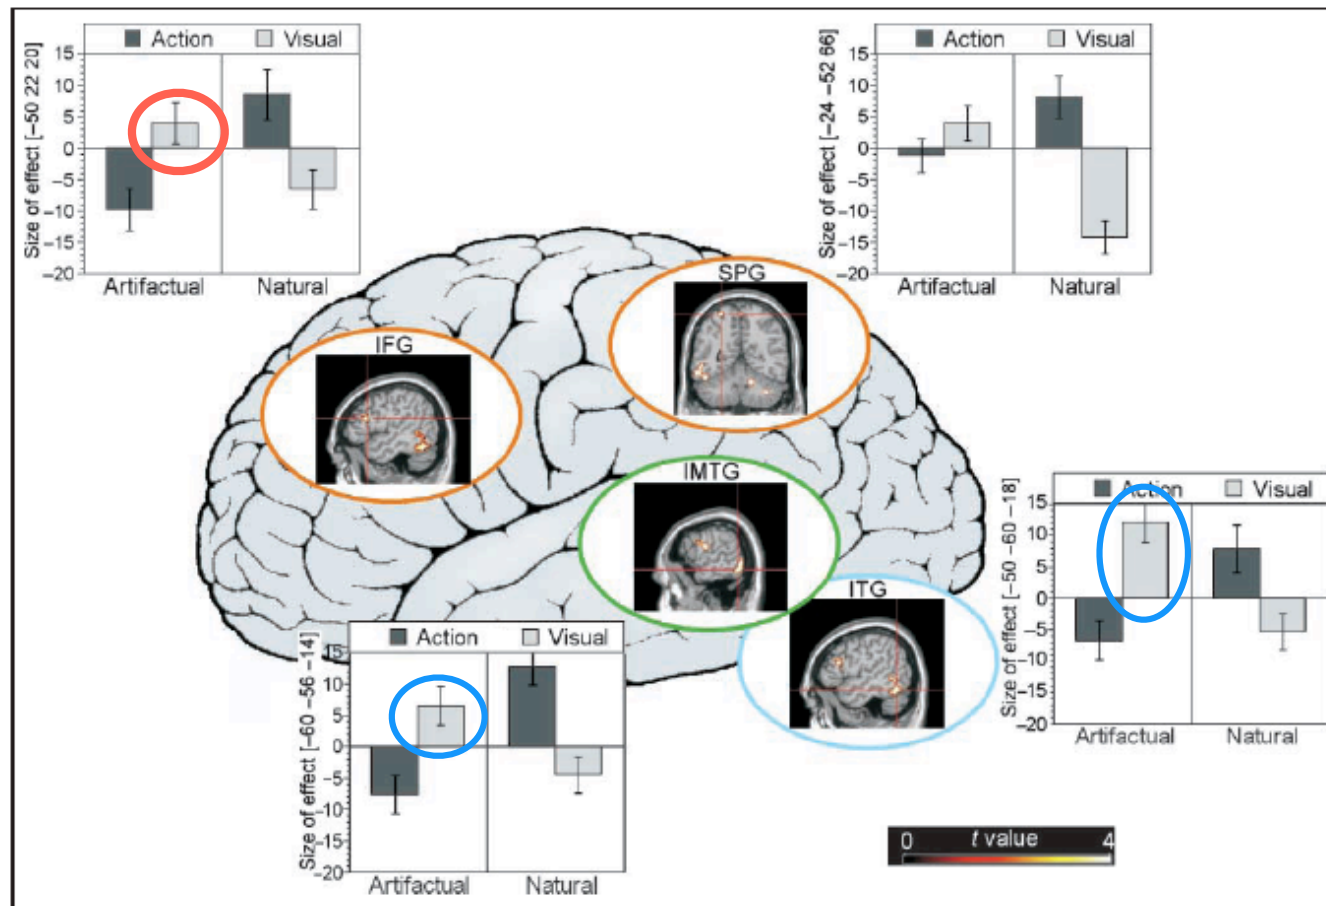 Action Visual
Size of effect [–50 22 20]
15
10
5
0
–5
–10
–15
–20
Artifactual Natural
Action Visual
Size of effect [–24 –52 66]
15
10
5
0
–5
–10
–15
–20
Artifactual Natural
SPG
IFG
IMTG
ITG
Action Visual
Size of effect [–50 –60 –18]
15
10
5
0
–5
–10
–15
–20
Artifactual Natural
Action Visual
Size of effect [–60 –56 –14]
15
10
5
0
–5
–10
–15
–20
Artifactual Natural
0 t value 4